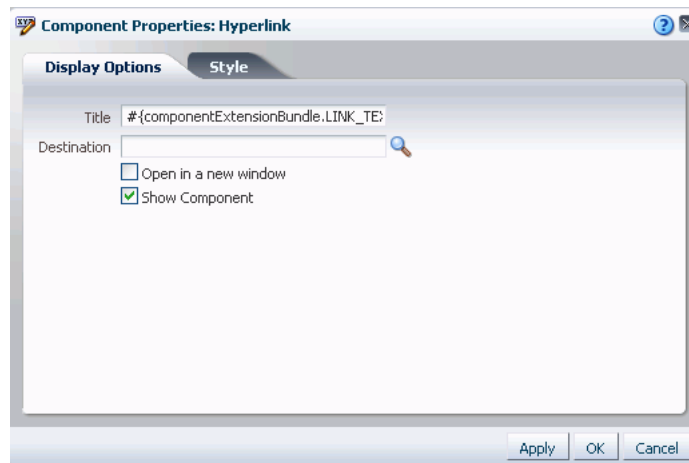 Component Properties: Hyperlink
Display Options Style
Title #{componentExtensionBundle.LINK_TE
Destination
Open in a new window
Show Component
Apply OK Cancel